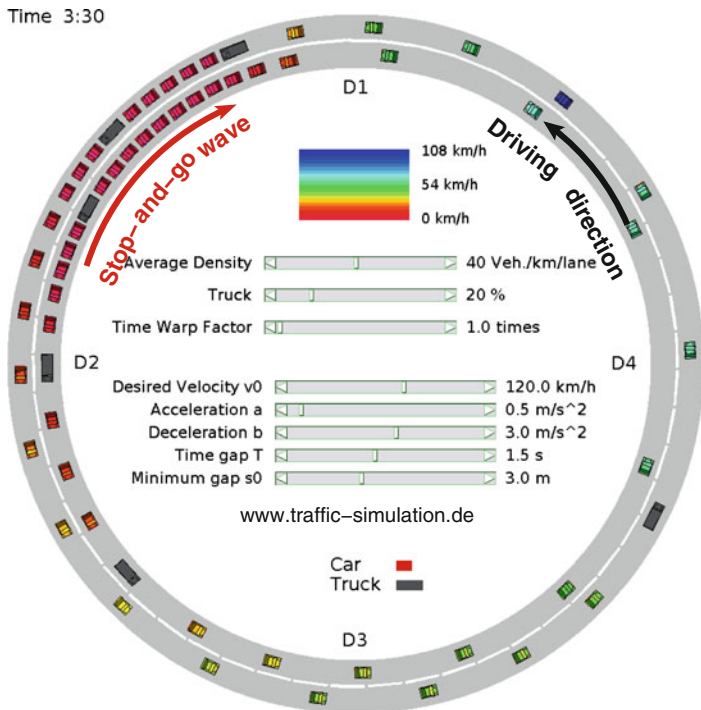 Time 3:30
D1
Stop–and–go wave
Driving direction
108 km/h
54 km/h
0 km/h
Average Density 40 Veh./km/lane
Truck 20 %
Time Warp Factor 1.0 times
D2
D4
Desired Velocity v0 120.0 km/h
Acceleration a 0.5 m/s^2
Deceleration b 3.0 m/s^2
Time gap T 1.5 s
Minimum gap s0 3.0 m
www.traffic–simulation.de
Car
Truck
D3